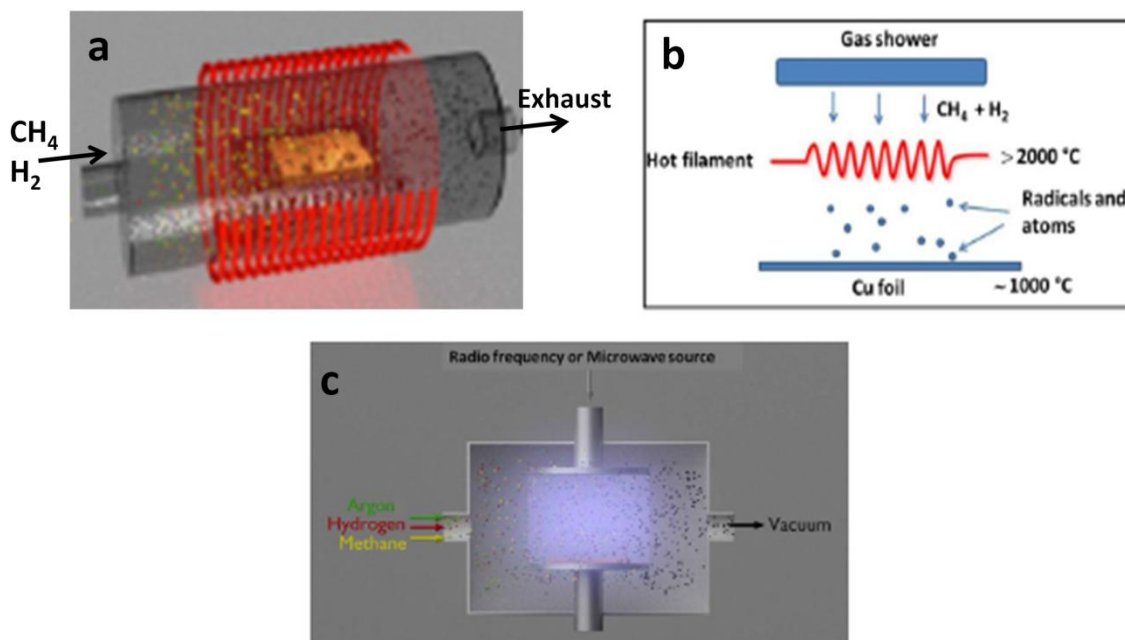 a
CH4
H2
Exhaust
b
Gas shower
CH4 + H2
Hot filament
> 2000 °C
Radicals and
atoms
Cu foil
~1000 °C
c
Radio frequency or Microwave source
Argon
Hydrogen
Methane
Vacuum